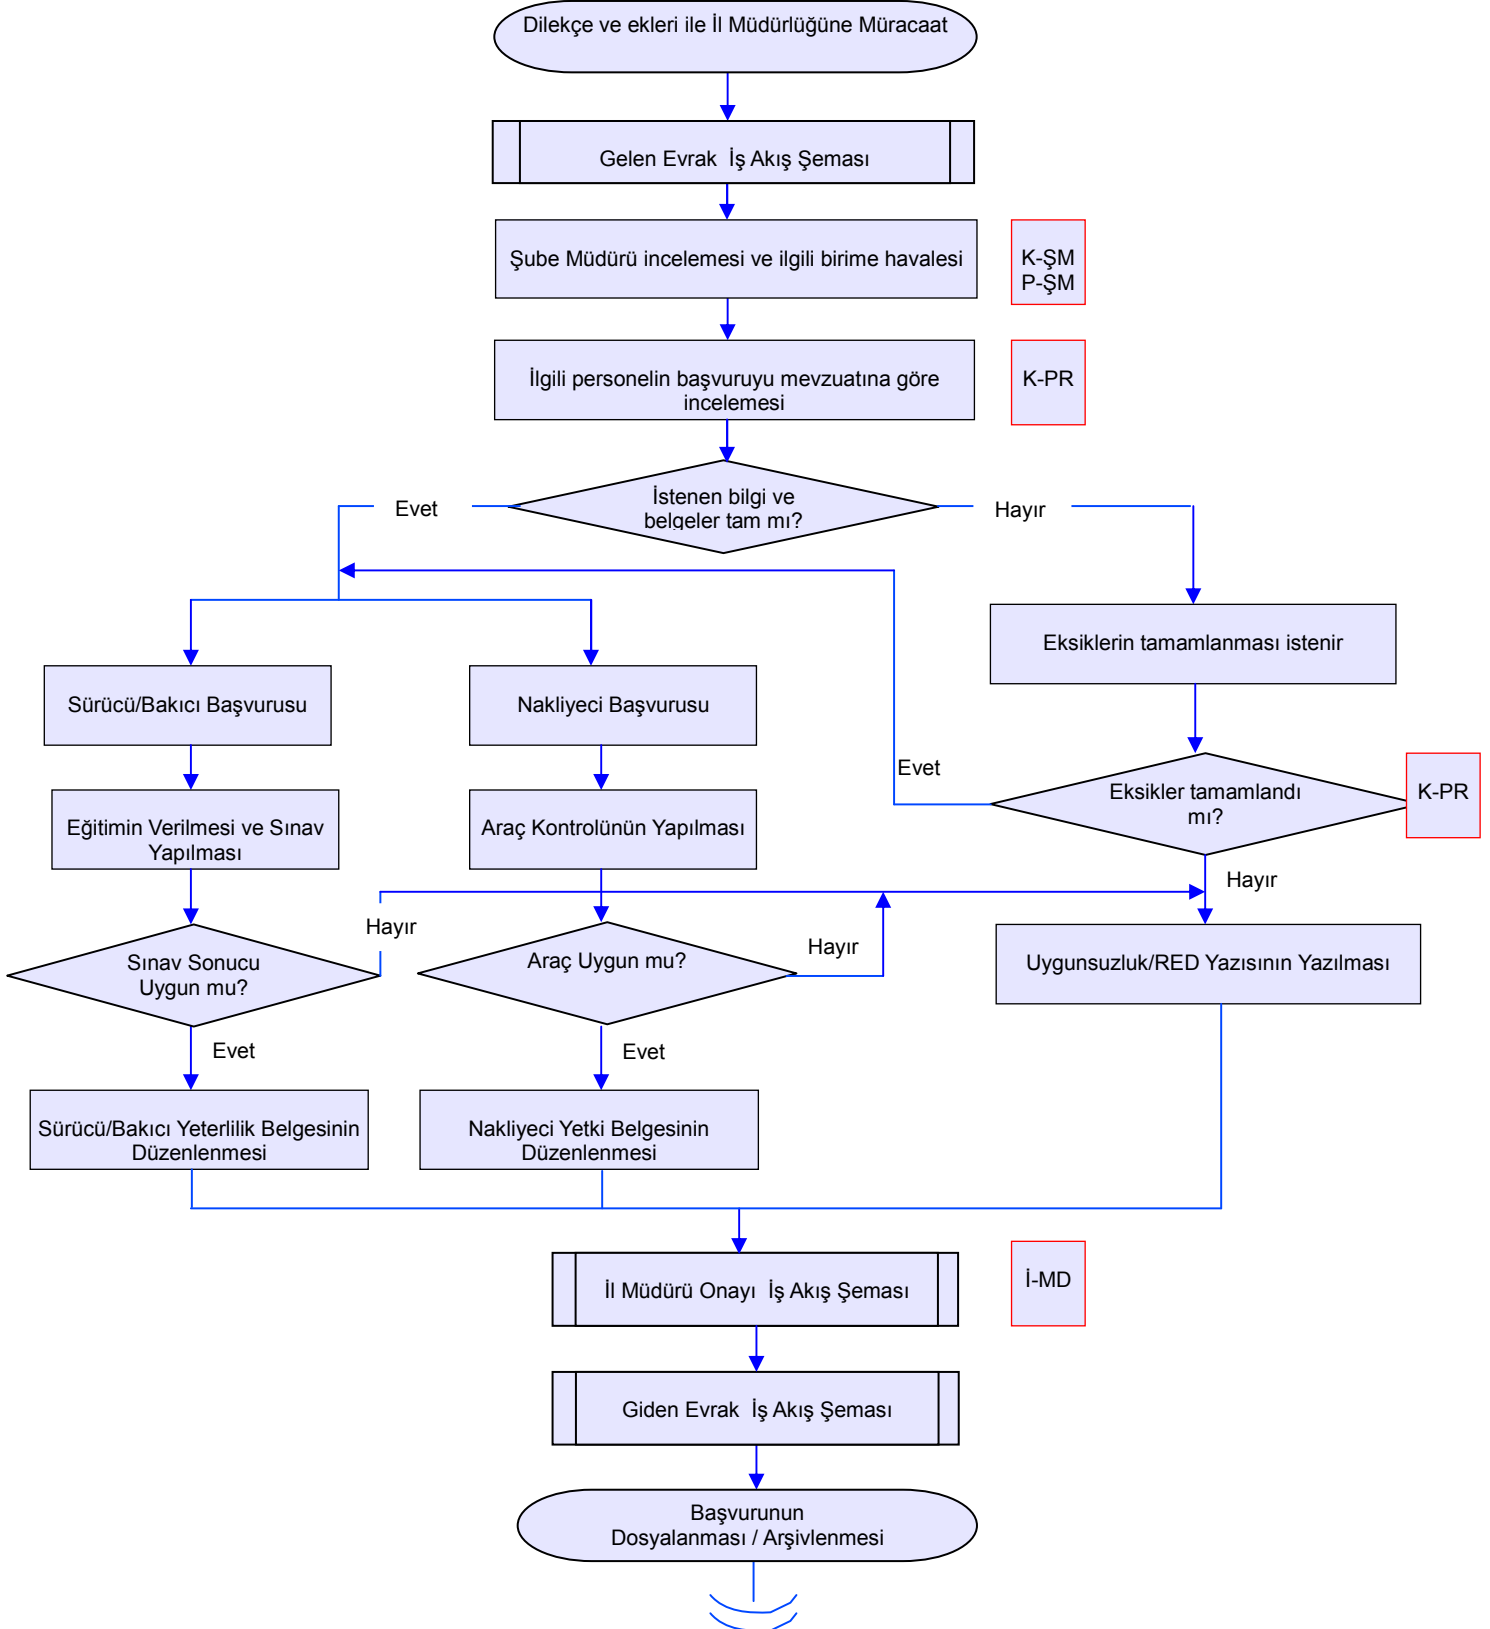 Dilekçe ve ekleri ile İl Müdürlüğüne Müracaat
Gelen Evrak İş Akış Şeması
Şube Müdürü incelemesi ve ilgili birime havalesi
K-ŞM
P-ŞM
İlgili personelin başvuruyu mevzuatına göre
incelemesi
K-PR
İstenen bilgi ve
belgeler tam mı?
Evet
Hayır
Eksiklerin tamamlanması istenir
Sürücü/Bakıcı Başvurusu
Nakliyeci Başvurusu
Evet
Eksikler tamamlandı
mı?
K-PR
Eğitimin Verilmesi ve Sınav
Yapılması
Araç Kontrolünün Yapılması
Hayır
Hayır
Hayır
Sınav Sonucu
Uygun mu?
Araç Uygun mu?
Uygunsuzluk/RED Yazısının Yazılması
Evet
Evet
Sürücü/Bakıcı Yeterlilik Belgesinin
Düzenlenmesi
Nakliyeci Yetki Belgesinin
Düzenlenmesi
İl Müdürü Onayı İş Akış Şeması
İ-MD
Giden Evrak İş Akış Şeması
Başvurunun
Dosyalanması / Arşivlenmesi